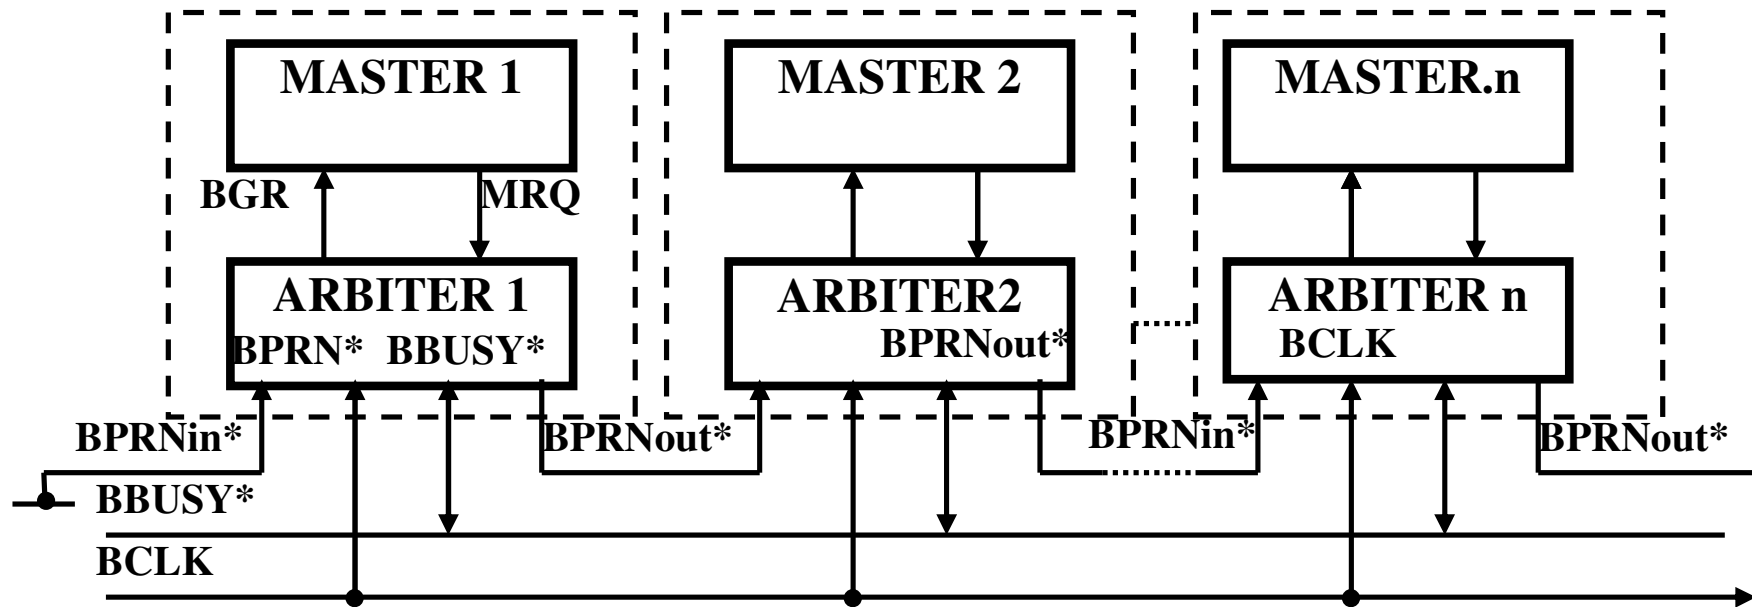 MASTER 1
MASTER 2
MASTER.n
BGR
MRQ
ARBITER 1
ARBITER2
ARBITER n
BPRN*
BBUSY*
BPRNout*
BCLK
BPRNin*
BPRNout*
BPRNin*
BPRNout*
BBUSY*
BCLK